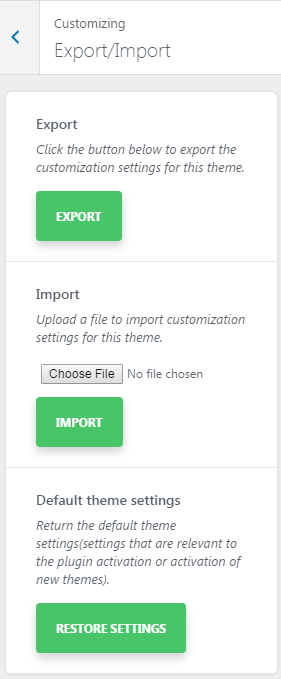 Customizing
Export/Import
Export
Click the button below to export the
customization settings for this theme.
EXPORT
Import
Upload a file to import customization
settings for this theme.
Choose File No file chosen
IMPORT
Default theme settings
Return the default theme
settings(settings that are relevant to
the plugin activation or activation of
new themes).
RESTORE SETTINGS